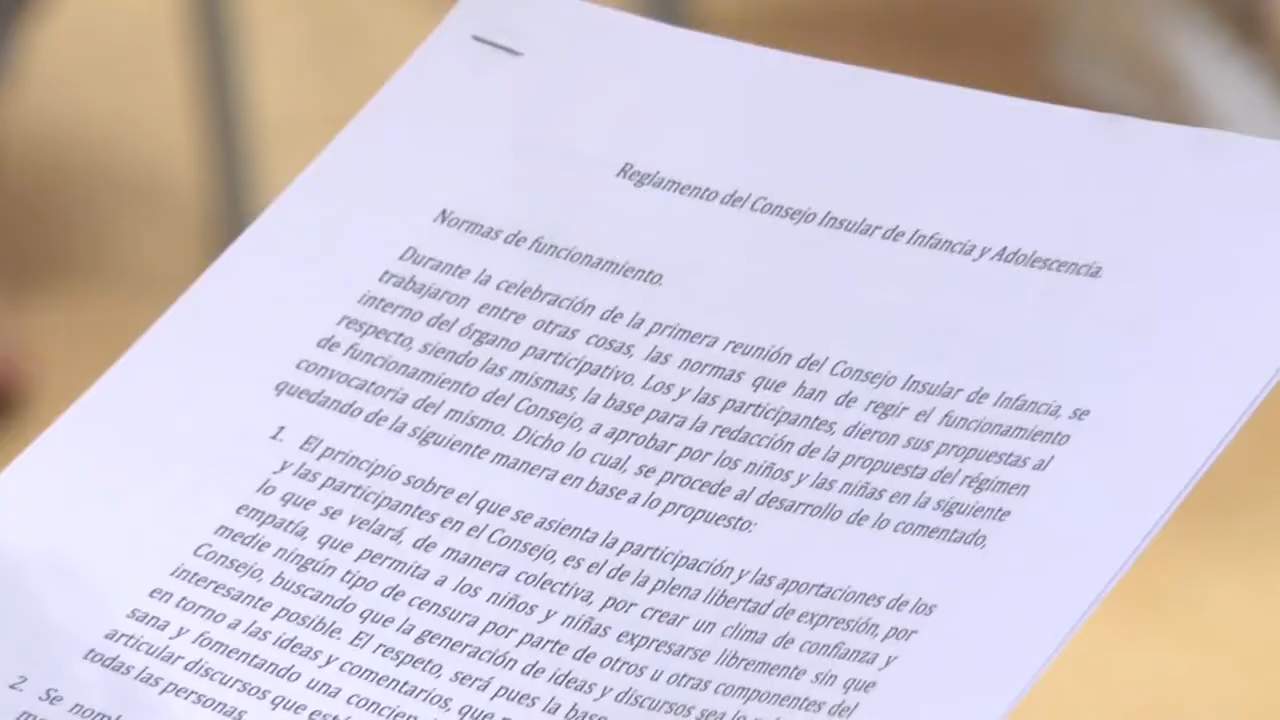 Reglamento del Consejo Insular de Infancia y Adolescencia.
Normas de funcionamiento.
Durante la celebración de la primera reunión del Consejo Insular de Infancia, se
trabajaron entre otras cosas, las normas que han de regir el funcionamiento
interno del órgano participativo. Los y las participantes, dieron sus propuestas al
respecto, siendo las mismas, la base para la redacción de la propuesta del régimen
de funcionamiento del Consejo, a aprobar por los niños y las niñas en la siguiente
convocatoria del mismo. Dicho lo cual, se procede al desarrollo de lo comentado,
quedando de la siguiente manera en base a lo propuesto:
1. El principio sobre el que se asienta la participación y las aportaciones de los
y las participantes en el Consejo, es el de la plena libertad de expresión, por
lo que se velará, de manera colectiva, por crear un clima de confianza y
empatía, que permita a los niños y niñas expresarse libremente sin que
medie ningún tipo de censura por parte de otros u otras componentes del
Consejo, buscando que la generación de ideas y discursos sea lo
interesante posible. El respeto, será pues la base
en torno a las ideas y comentarios, que
sana y fomentando una
articular discursos que
todas las personas.
2. Se